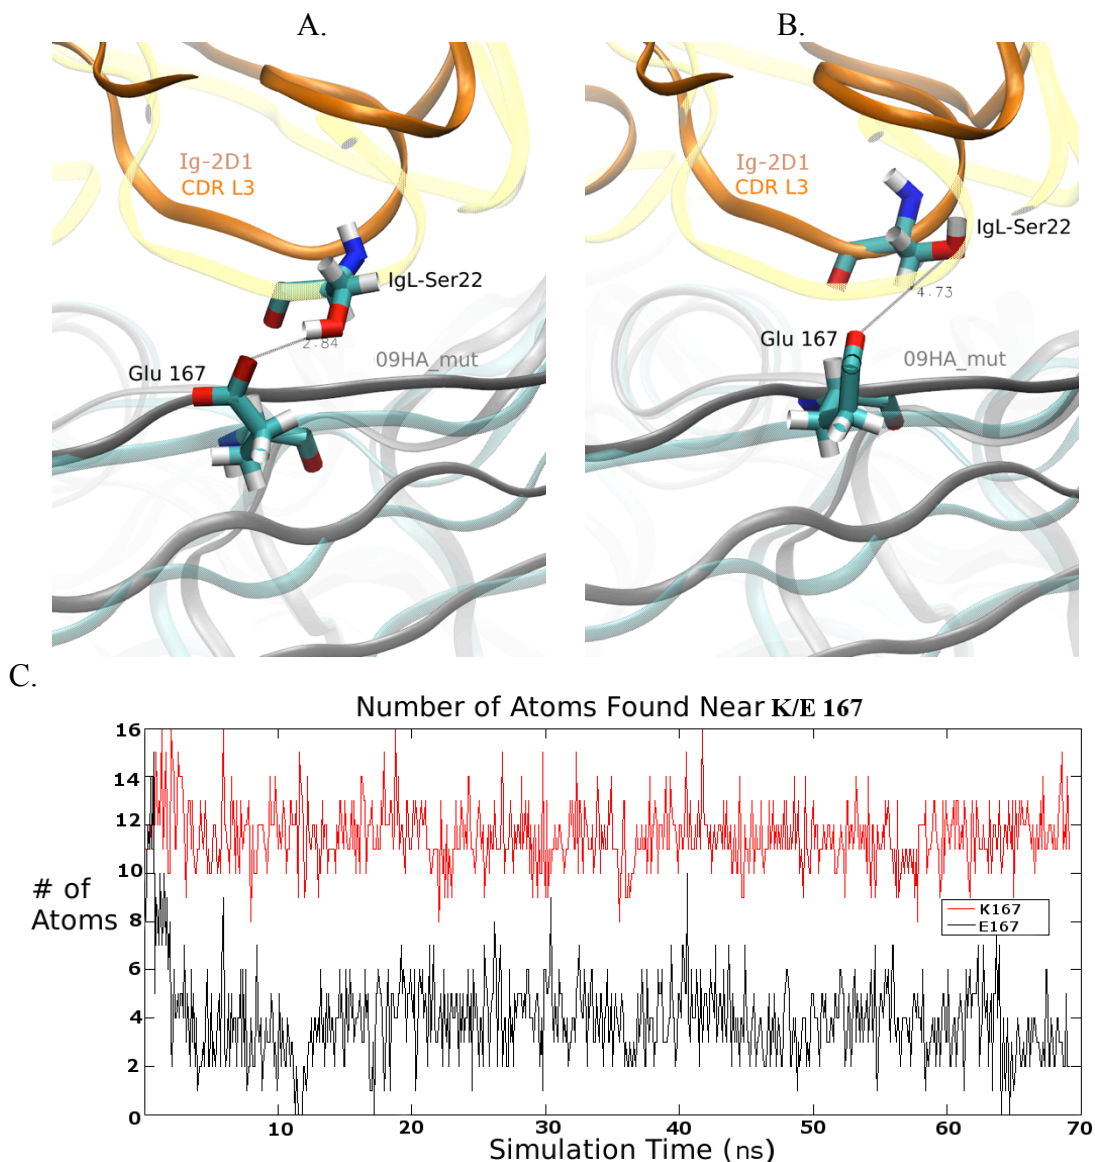 A.
B.
Ig-2D1
CDR L3
IgL-Ser22
2.84
Glu 167
09HA_mut
Ig-2D1
CDR L3
IgL-Ser22
4.73
Glu 167
09HA_mut
C.
Number of Atoms Found Near K/E 167
16
14
12
10
8
6
4
2
0
# of
Atoms
K167
E167
10
20
30
40
50
60
70
Simulation Time (ns)